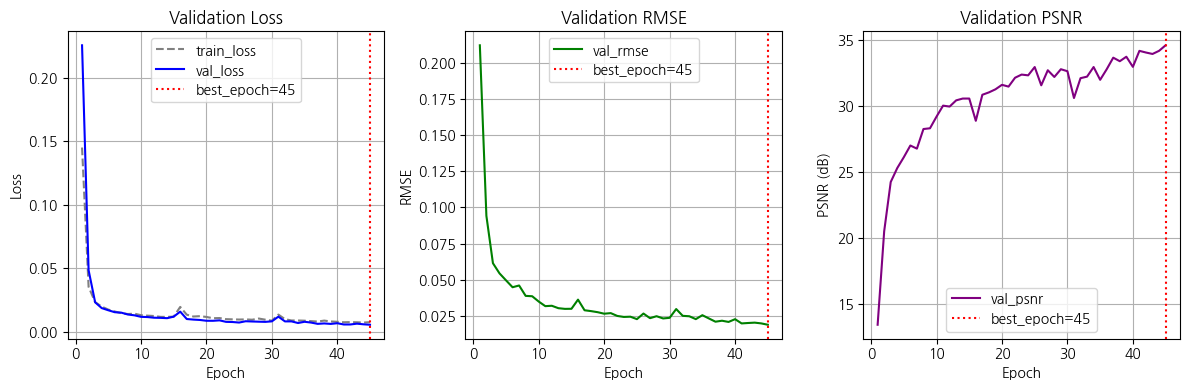 Validation Loss
train_loss
val_loss
best_epoch=45
Loss
0.20
0.15
0.10
0.05
0.00
0
10
20
30
40
Epoch
Validation RMSE
val_rmse
best_epoch=45
RMSE
0.200
0.175
0.150
0.125
0.100
0.075
0.050
0.025
0
10
20
30
40
Epoch
Validation PSNR
val_psnr
best_epoch=45
PSNR (dB)
35
30
25
20
15
0
10
20
30
40
Epoch